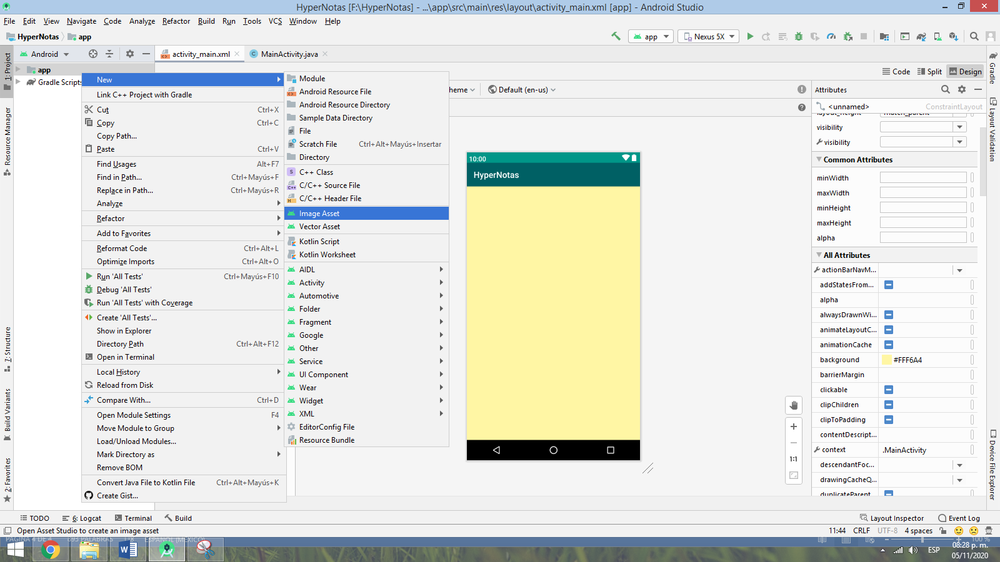 HyperNotas [F:\HyperNotas] - ...\app\src\main\res\layout\activity_main.xml [app] - Android Studio
File Edit View Navigate Code Analyze Refactor Build Run Tools VCS Window Help
HyperNotas app
app
Nexus 5X
Android
activity_main.xml
MainActivity.java
Code Split Design
1: Project
Resource Manager
7: Structure
Build Variants
2: Favorites
app
Gradle Scripts
New
Link C++ Project with Gradle
Cut Ctrl+X
Copy Ctrl+C
Copy Path...
Paste Ctrl+V
Find Usages Alt+F7
Find in Path... Ctrl+Mayús+F
Replace in Path... Ctrl+Mayús+R
Analyze
Refactor
Add to Favorites
Reformat Code Ctrl+Alt+L
Optimize Imports Ctrl+Alt+O
Run 'All Tests' Ctrl+Mayús+F10
Debug 'All Tests'
Run 'All Tests' with Coverage
Create 'All Tests'...
Show in Explorer
Directory Path Ctrl+Alt+F12
Open in Terminal
Local History
Reload from Disk
Compare With... Ctrl+D
Open Module Settings F4
Move Module to Group
Load/Unload Modules...
Mark Directory as
Remove BOM
Convert Java File to Kotlin File Ctrl+Alt+Mayús+K
Create Gist...
Module
Android Resource File
Android Resource Directory
Sample Data Directory
File
Scratch File Ctrl+Alt+Mayús+Insertar
Directory
S C++ Class
C++ C/C++ Source File
H C/C++ Header File
Image Asset
Vector Asset
Kotlin Script
Kotlin Worksheet
AIDL
Activity
Automotive
Folder
Fragment
Google
Other
Service
UI Component
Wear
Widget
XML
EditorConfig File
Resource Bundle
heme
Default (en-us)
10:00
HyperNotas
1:1
Attributes
<unnamed> ConstraintLayout
layout_height match_parent
visibility
visibility
Common Attributes
minWidth
maxWidth
minHeight
maxHeight
alpha
All Attributes
actionBarNavM...
addStatesFrom...
alpha
alwaysDrawnWi...
animateLayoutC...
animationCache
background #FFF6A4
barrierMargin
clickable
clipChildren
clipToPadding
contentDescript...
context .MainActivity
descendantFoc...
drawingCacheQ...
duplicateParent
Gradle
Layout Validation
Device File Explorer
TODO 6: Logcat Terminal Build
Layout Inspector Event Log
Open Asset Studio to create an image asset
11:44 CRLF UTF-8 4 spaces
PÁGINA 4 DE 4 893 PALABRAS ESPAÑOL (MÉXICO)
100 %
ESP
08:28 p. m.
05/11/2020